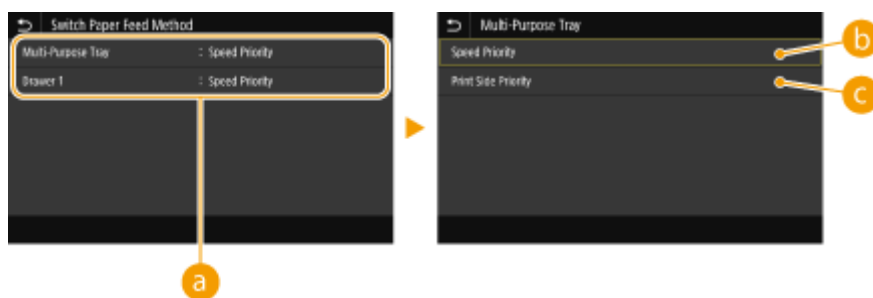 Switch Paper Feed Method
Multi-Purpose Tray : Speed Priority
Drawer 1 : Speed Priority
a
Multi-Purpose Tray
Speed Priority
b
Print Side Priority
c